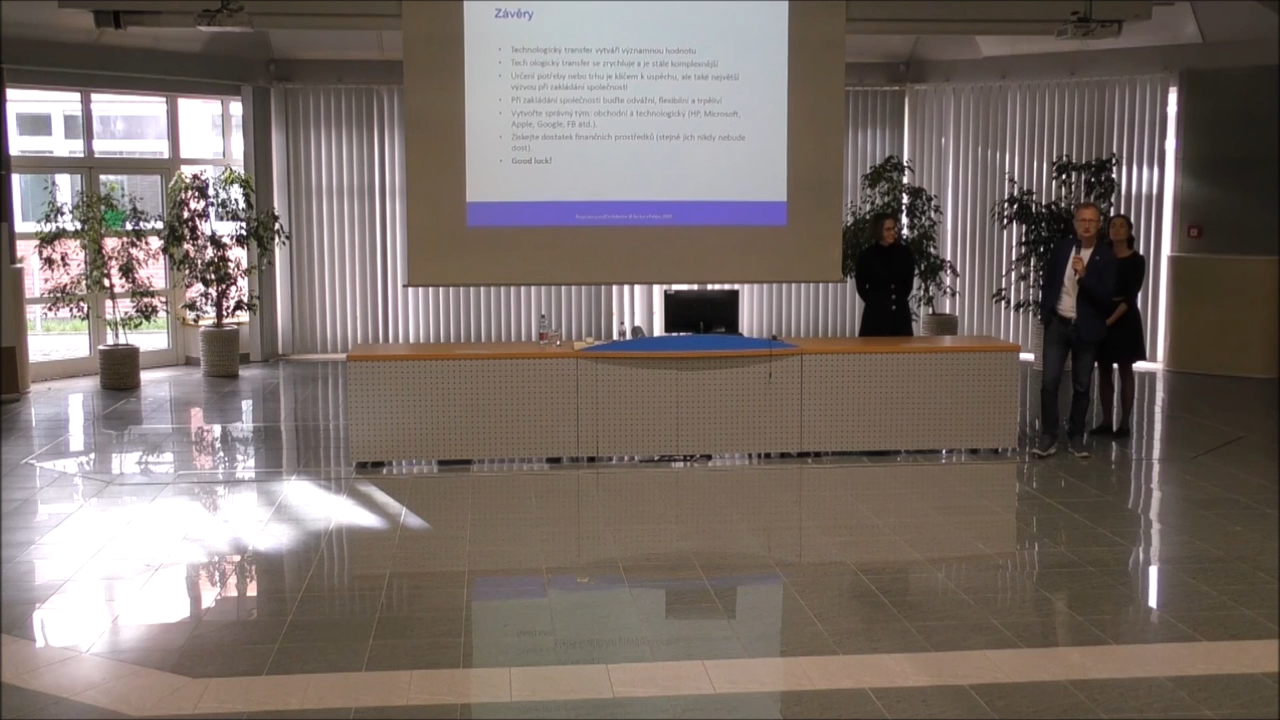 Závěry
• Technologický transfer vytváří významnou hodnotu
• Tech ologický transfer se zrychluje a je stále komplexnější
• Určení potřeby nebo trhu je klíčem k úspěchu, ale také největší
výzvou při zakládání společnosti
• Při zakládání společnosti buďte odvážní, flexibilní a trpěliví
• Vytvořte správný tým, obchodní a technologický (HP, Microsoft,
Apple, Google, FB atd.).
• Získejte dostatek finančních prostředků (stejně jich nikdy nebude
dost).
• Good luck!